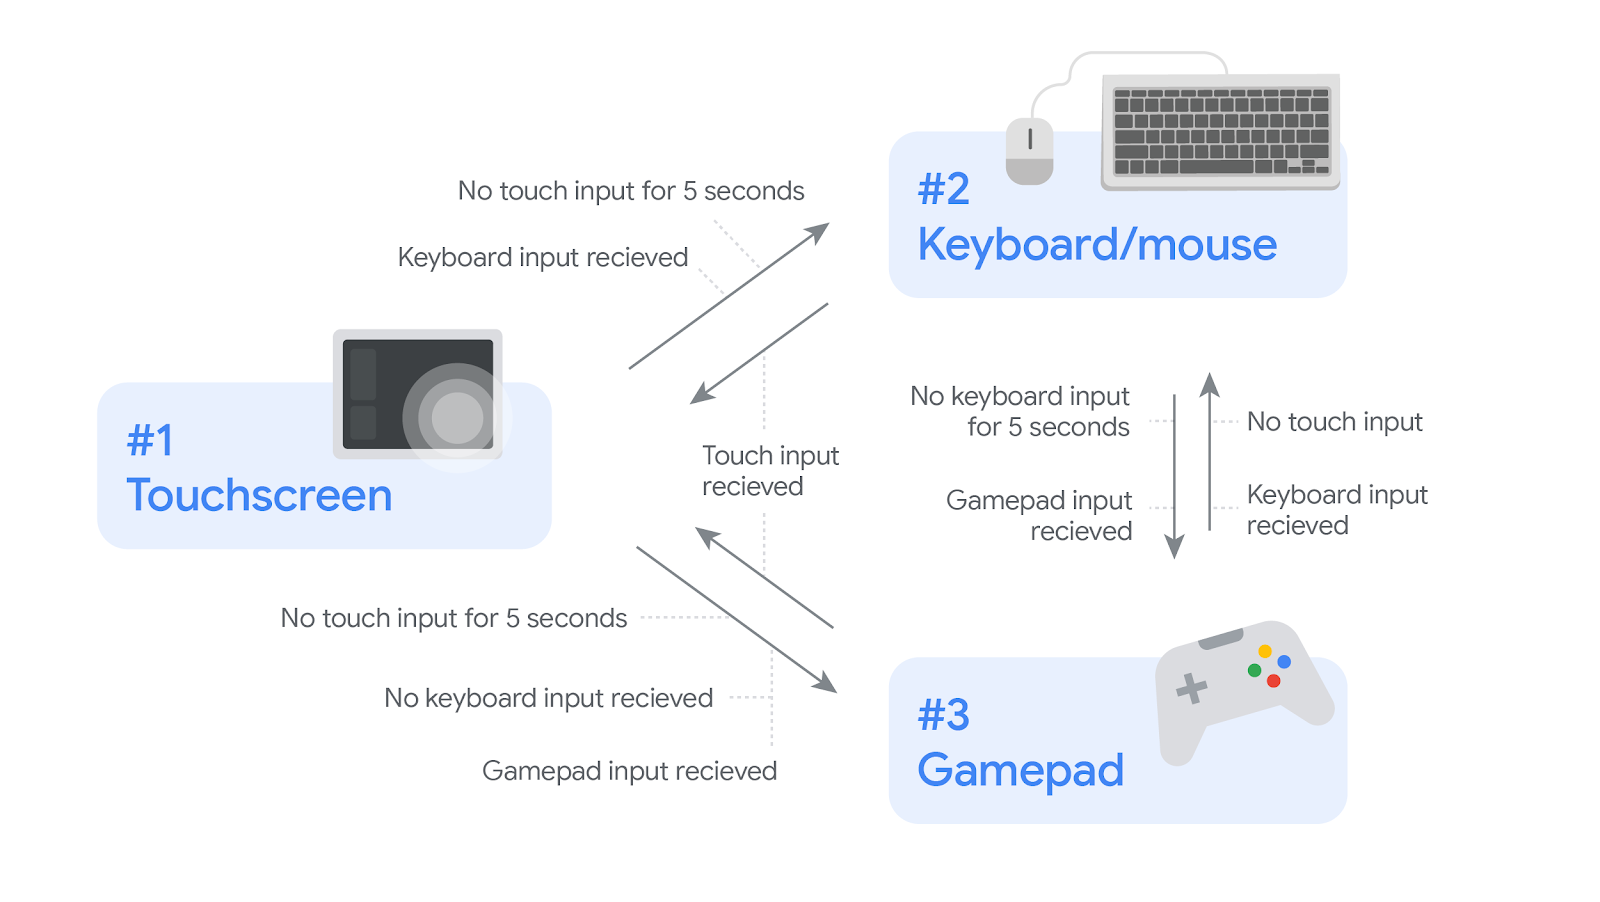 No touch input for 5 seconds
Keyboard input recieved
#2
Keyboard/mouse
#1
Touchscreen
Touch input
recieved
No keyboard input
for 5 seconds
Gamepad input
recieved
No touch input
Keyboard input
recieved
No touch input for 5 seconds
No keyboard input recieved
Gamepad input recieved
#3
Gamepad